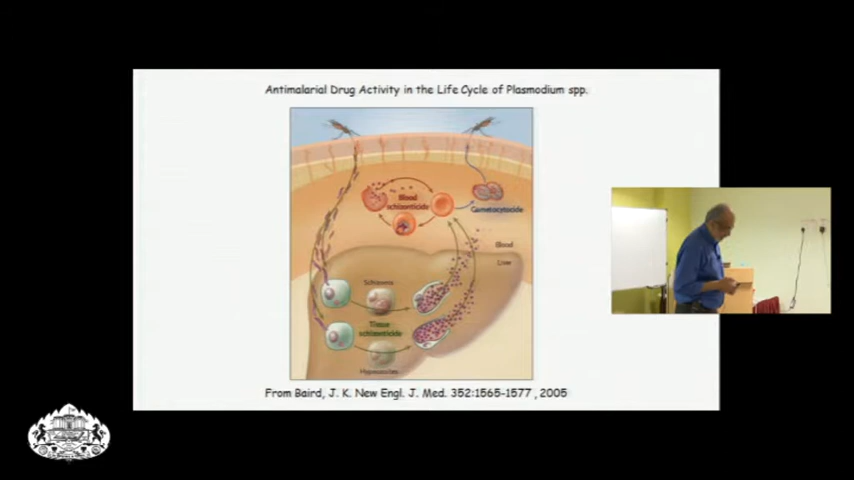 Antimalarial Drug Activity in the Life Cycle of Plasmodium spp.
Blood
schizonticide
Gametocytocide
Blood
Liver
Schizonts
Tissue
schizonticide
Hypnozoites
From Baird, J. K. New Engl. J. Med. 352:1565-1577 , 2005